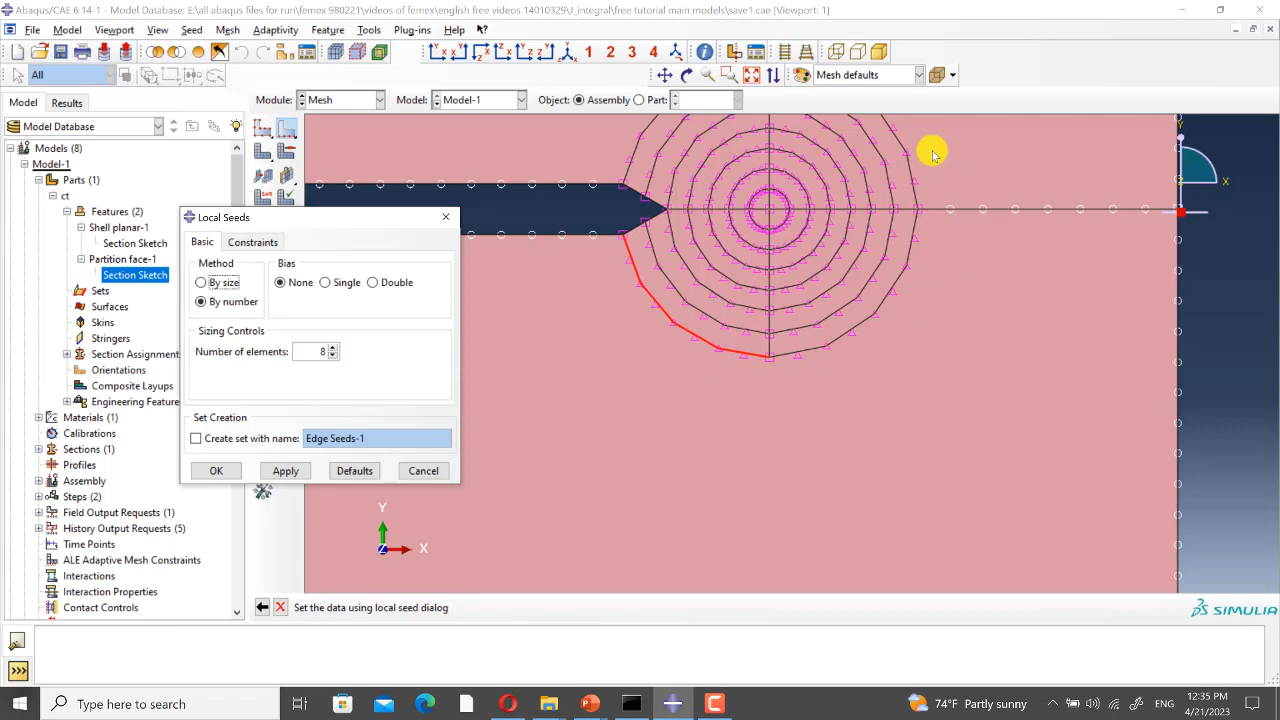 Abaqus/CAE 6.14-1 - Model Database: E:\all abaqus files for run\femex 980221\videos of femex\english free videos 14010329\J_integral\free tutorial main models\save1.cae [Viewport: 1]
File Model Viewport View Seed Mesh Adaptivity Feature Tools Plug-ins Help
1 2 3 4
All
Mesh defaults
Model Results
Module: Mesh Model: Model-1 Object: Assembly Part:
Model Database
Models (8)
Model-1
Parts (1)
ct
Features (2)
Shell planar-1
Section Sketch
Partition face-1
Section Sketch
Sets
Surfaces
Skins
Stringers
Section Assignment
Orientations
Composite Layups
Engineering Feature
Materials (1)
Calibrations
Sections (1)
Profiles
Assembly
Steps (2)
Field Output Requests (1)
History Output Requests (5)
Time Points
ALE Adaptive Mesh Constraints
Interactions
Interaction Properties
Contact Controls
Local Seeds
Basic Constraints
Method
By size
By number
Bias
None Single Double
Sizing Controls
Number of elements: 8
Set Creation
Create set with name: Edge Seeds-1
OK Apply Defaults Cancel
Y
X
Y
X
Set the data using local seed dialog
SIMULIA
>>>
Type here to search
74°F Partly sunny
ENG
12:35 PM
4/21/2023